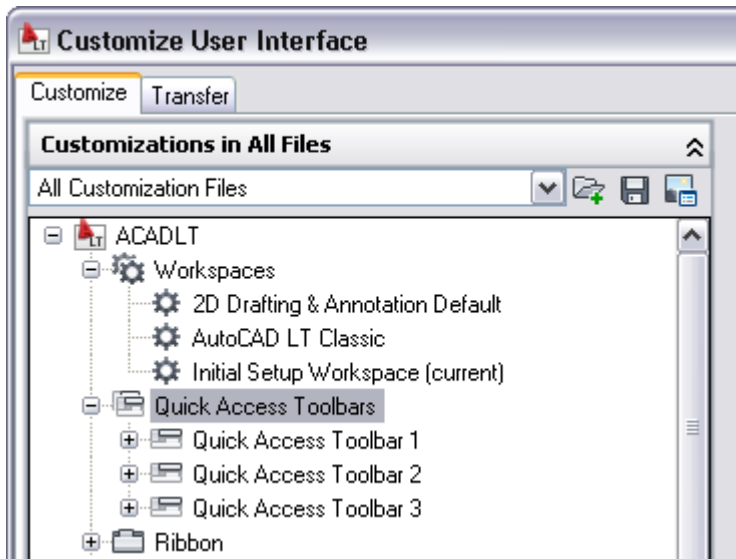 LT Customize User Interface
Customize Transfer
Customizations in All Files
All Customization Files
LT ACADLT
Workspaces
2D Drafting & Annotation Default
AutoCAD LT Classic
Initial Setup Workspace (current)
Quick Access Toolbars
Quick Access Toolbar 1
Quick Access Toolbar 2
Quick Access Toolbar 3
Ribbon